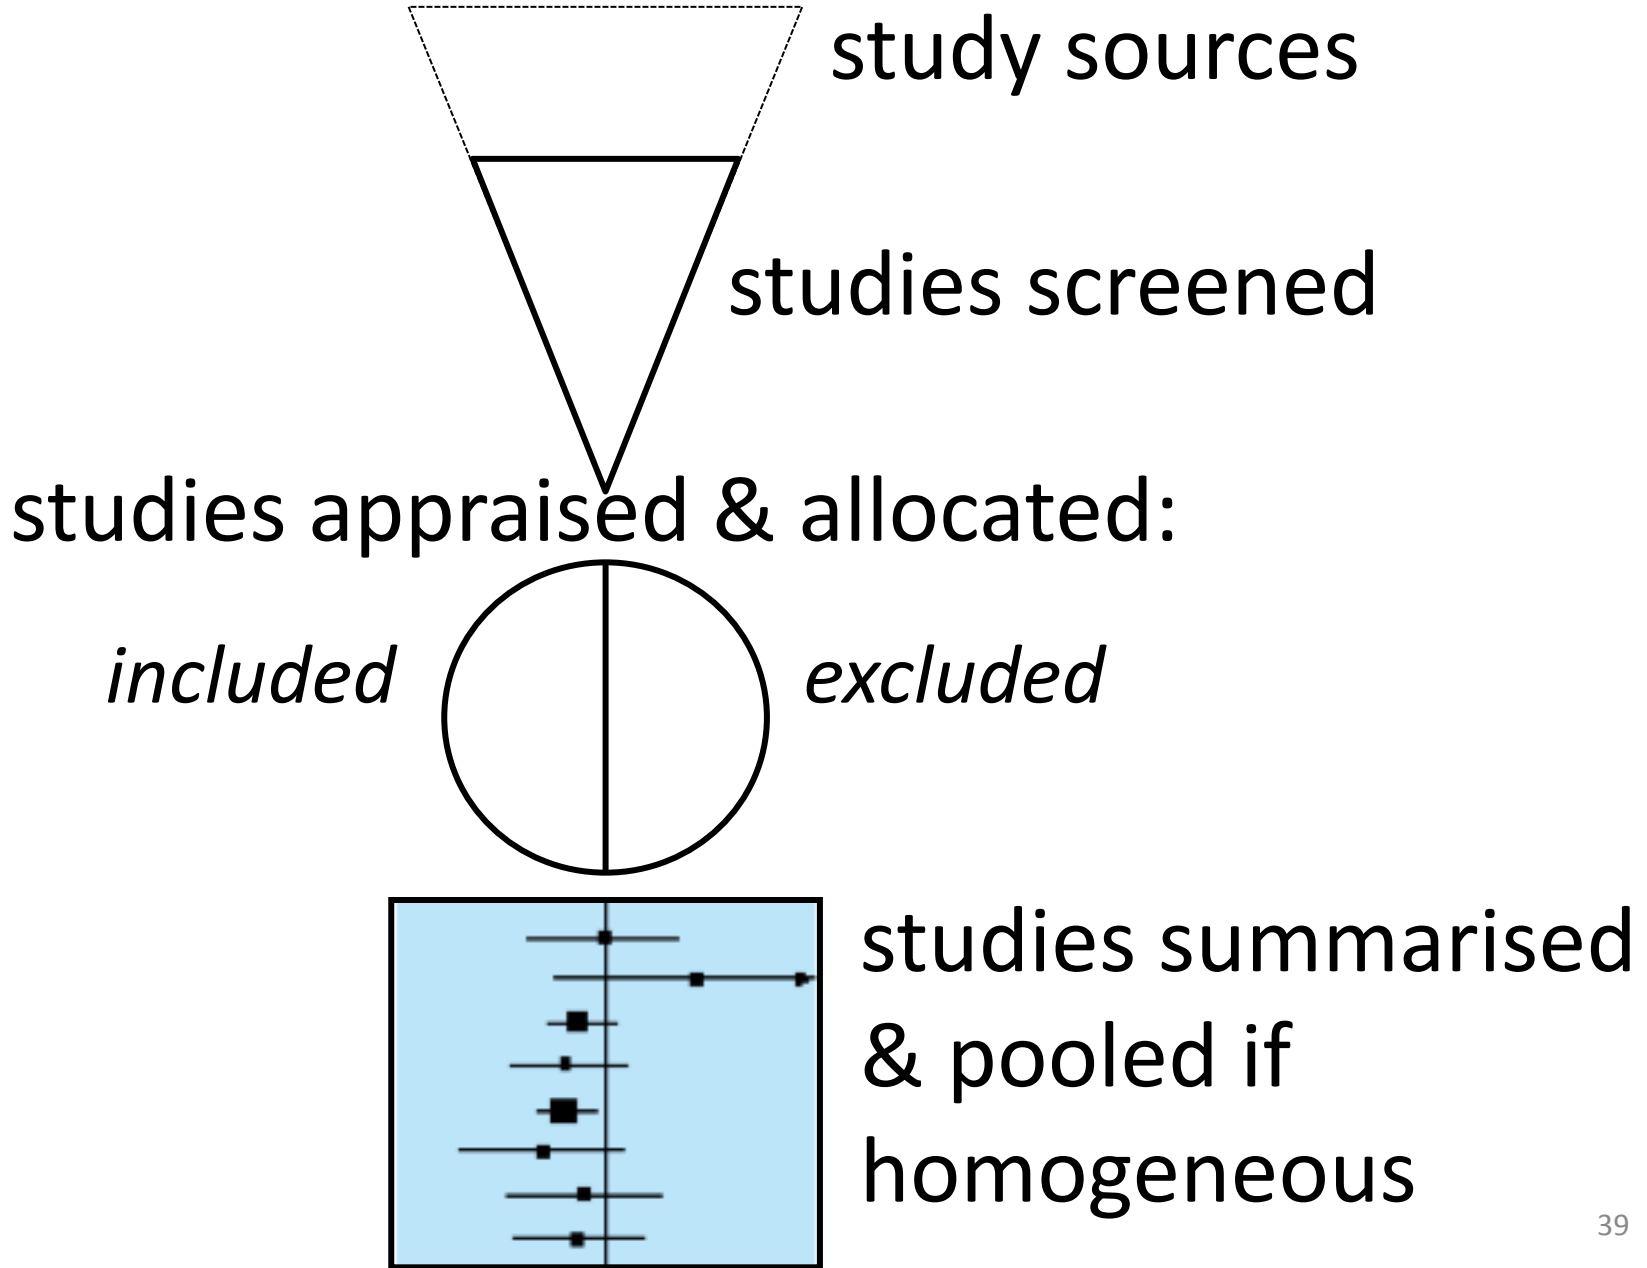 study sources
studies screened
studies appraised & allocated:
included
excluded
studies summarised
& pooled if
homogeneous
39